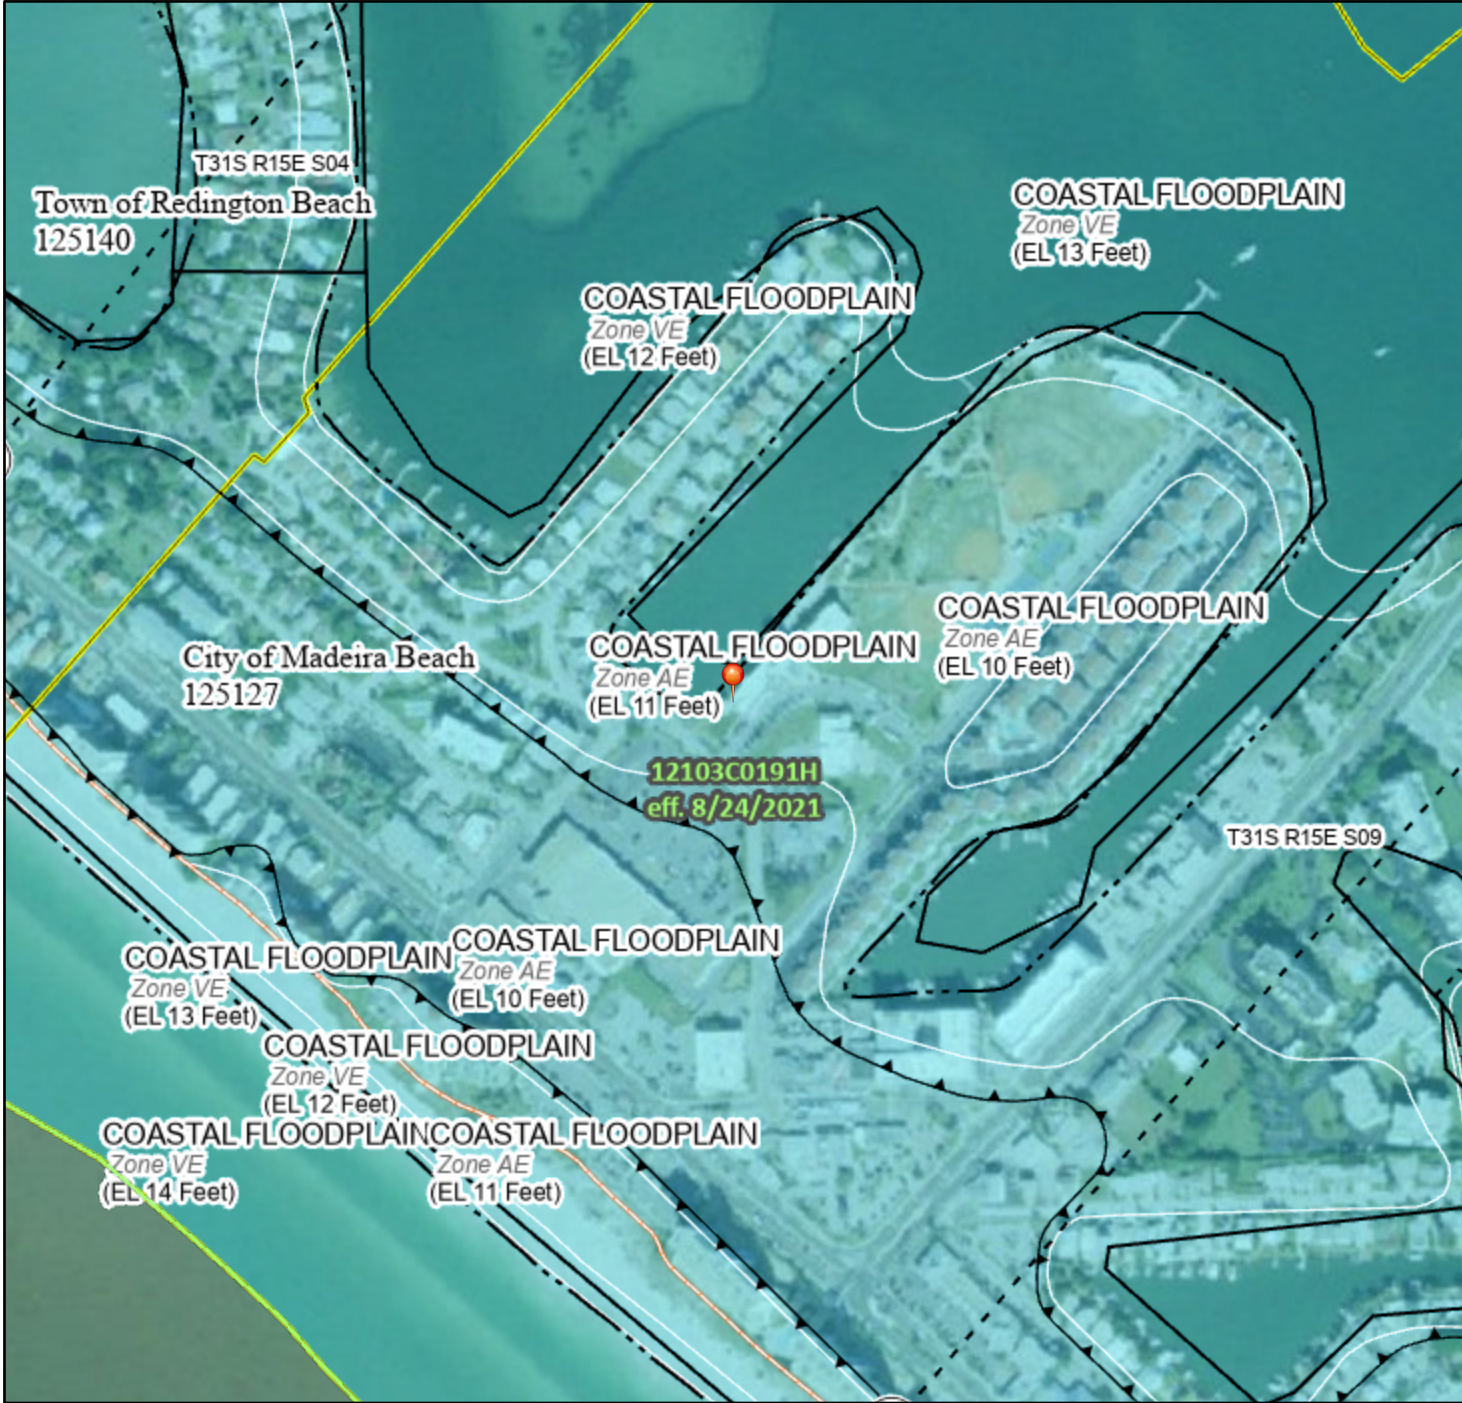 T31S R15E S04
Town of Redington Beach
125140
COASTAL FLOODPLAIN
Zone VE
(EL 13 Feet)
COASTAL FLOODPLAIN
Zone VE
(EL 12 Feet)
COASTAL FLOODPLAIN
Zone AE
(EL 10 Feet)
COASTAL FLOODPLAIN
Zone AE
(EL 11 Feet)
City of Madeira Beach
125127
12103C0191H
eff. 8/24/2021
T31S R15E S09
COASTAL FLOODPLAIN
Zone VE
(EL 13 Feet)
COASTAL FLOODPLAIN
Zone AE
(EL 10 Feet)
COASTAL FLOODPLAIN
Zone VE
(EL 12 Feet)
COASTAL FLOODPLAIN
Zone VE
(EL 14 Feet)
COASTAL FLOODPLAIN
Zone AE
(EL 11 Feet)